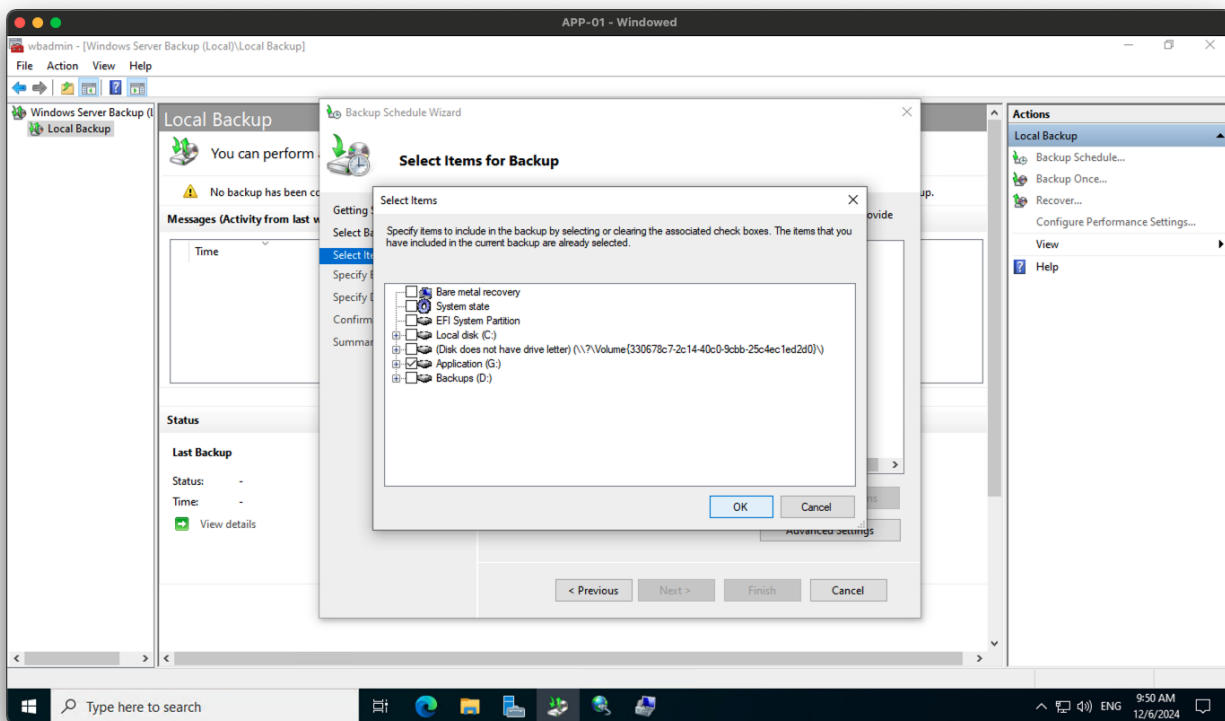 APP-01 - Windowed
wbadmin - [Windows Server Backup (Local)\Local Backup]
File Action View Help
Windows Server Backup (L
Local Backup
Local Backup
You can perform
No backup has been co
up.
Messages (Activity from last w
Time
Status
Last Backup
Status: -
Time: -
View details
Backup Schedule Wizard
Select Items for Backup
Getting S
Select Ba
Select Ite
Specify B
Specify D
Confirm
Summar
ovide
Select Items
Specify items to include in the backup by selecting or clearing the associated check boxes. The items that you
have included in the current backup are already selected.
Bare metal recovery
System state
EFI System Partition
Local disk (C:)
(Disk does not have drive letter) (\\?\Volume{330678c7-2c14-40c0-9cbb-25c4ec1ed2d0}\)
Application (G:)
Backups (D:)
OK Cancel
ns
Advanced Settings
< Previous Next > Finish Cancel
Actions
Local Backup
Backup Schedule...
Backup Once...
Recover...
Configure Performance Settings...
View
Help
Type here to search
ENG
9:50 AM
12/6/2024